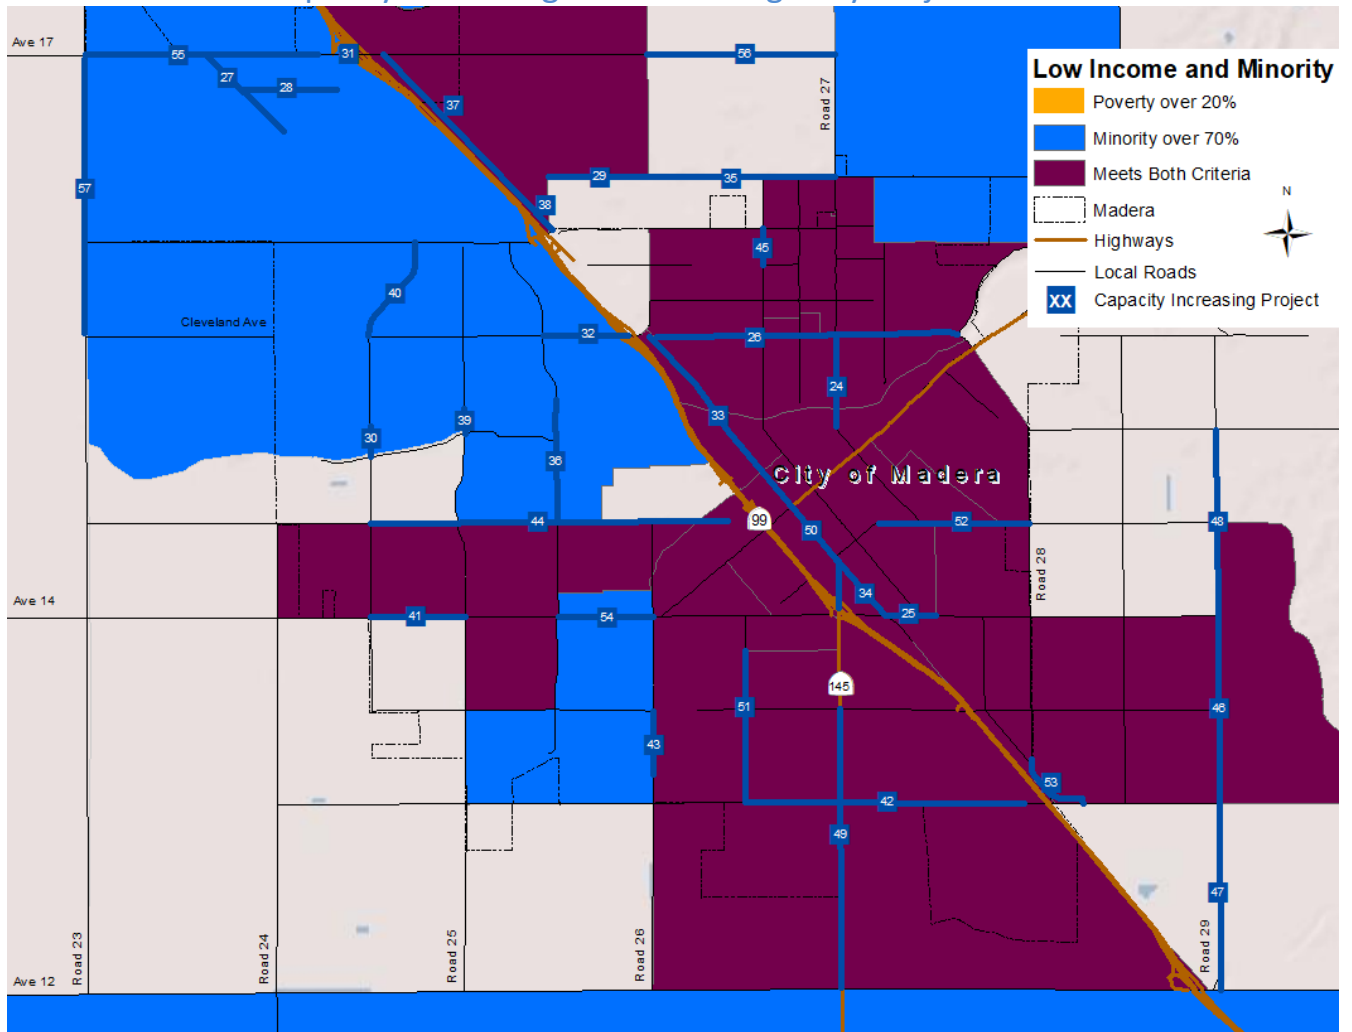 Ave 17
55
31
56
27
28
37
Road 27
Low Income and Minority
Poverty over 20%
Minority over 70%
Meets Both Criteria
Madera
Highways
Local Roads
XX Capacity Increasing Project
N
57
29
35
38
45
40
Cleveland Ave
32
26
24
33
39
30
36
City of Madera
44
99
50
52
48
Road 28
Ave 14
34
41
54
25
145
51
46
43
53
42
49
47
Road 23
Road 24
Road 25
Road 26
Road 29
Ave 12